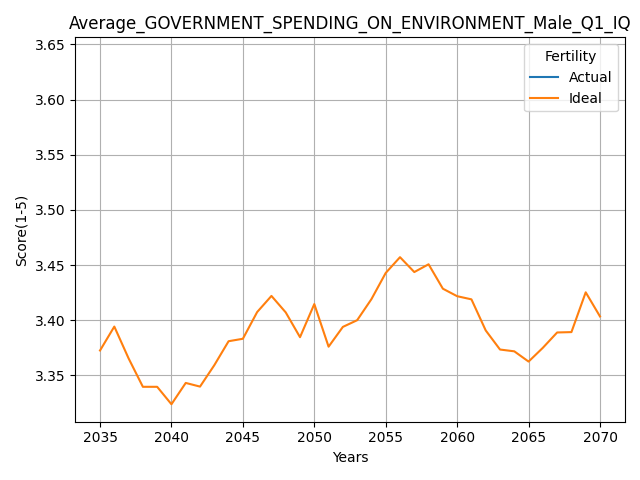 Average_GOVERNMENT_SPENDING_ON_ENVIRONMENT_Male_Q1_IQ
Fertility
Actual
Ideal
Score(1-5)
3.65
3.60
3.55
3.50
3.45
3.40
3.35
2035 2040 2045 2050 2055 2060 2065 2070
Years